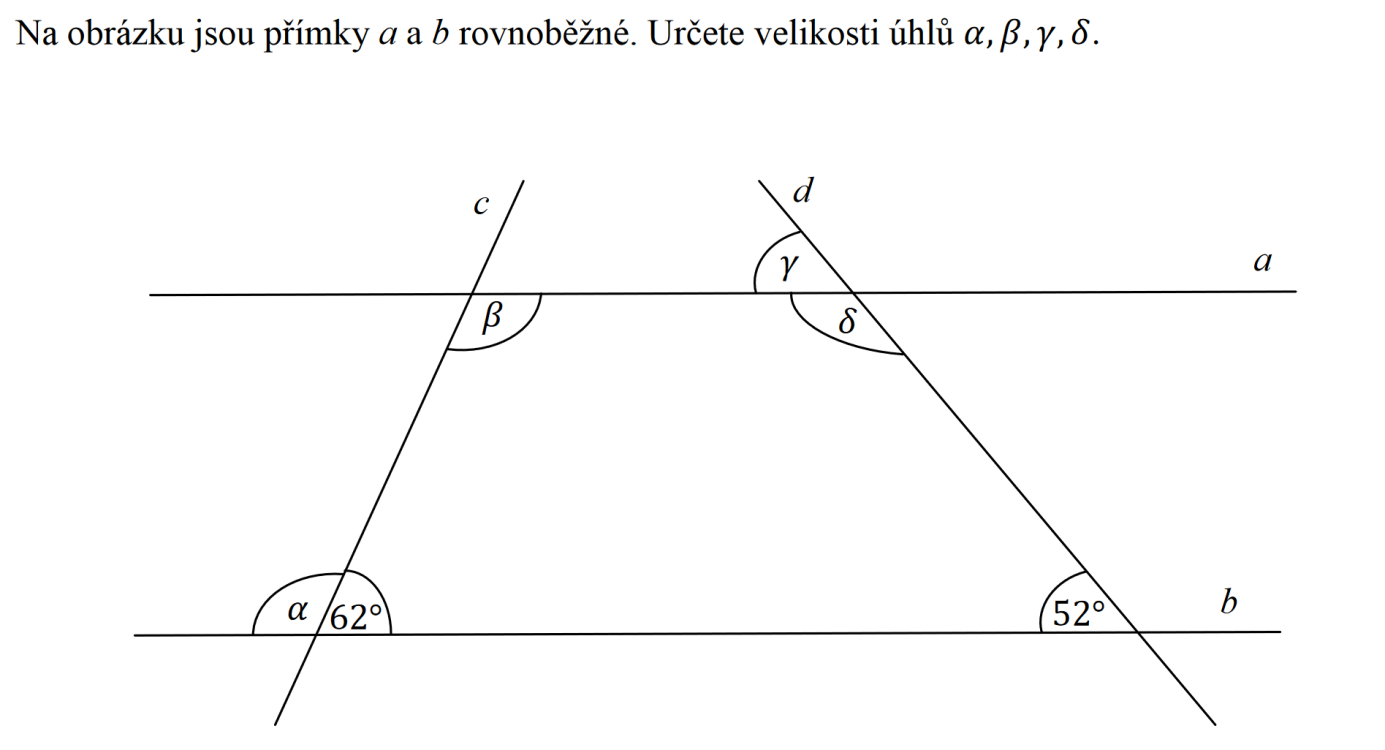 Na obrázku jsou přímky a a b rovnoběžné. Určete velikosti úhlů α, β, γ, δ.
c
d
a
γ
β
δ
α
62°
52°
b